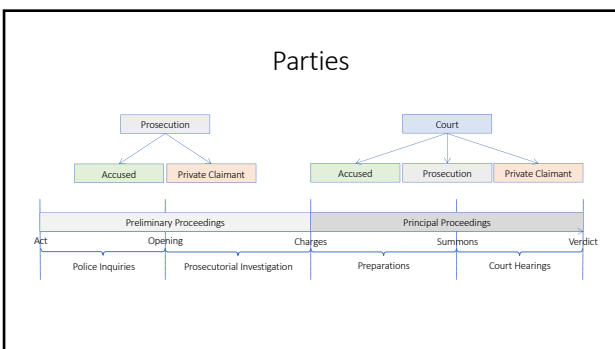 Parties
Prosecution
Court
Accused
Private Claimant
Accused
Prosecution
Private Claimant
Preliminary Proceedings
Principal Proceedings
Act
Opening
Charges
Summons
Verdict
Police Inquiries
Prosecutorial Investigation
Preparations
Court Hearings